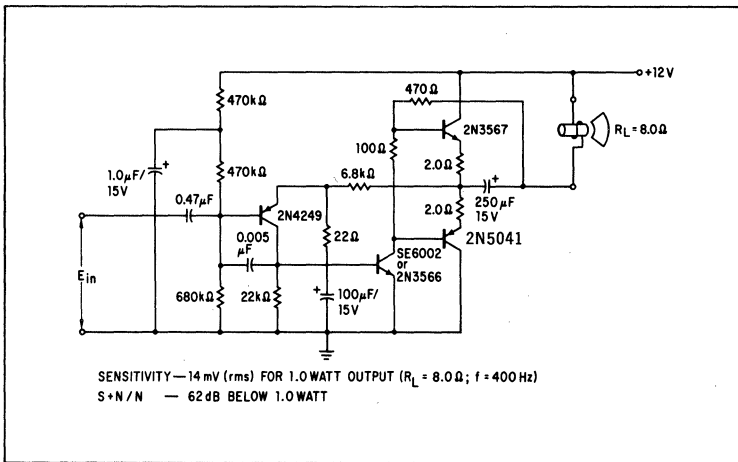 +12V
470Ω
470kΩ
2N3567
RL = 8.0Ω
100Ω
1.0µF/
15V
470kΩ
6.8kΩ
2.0Ω
0.47µF
2N4249
2.0Ω
250µF
15V
0.005
µF
22Ω
2N5041
Ein
SE6002
or
2N3566
680kΩ
22kΩ
100µF/
15V
SENSITIVITY — 14 mV (rms) FOR 1.0 WATT OUTPUT (RL = 8.0Ω; f = 400 Hz)
S+N/N — 62 dB BELOW 1.0 WATT